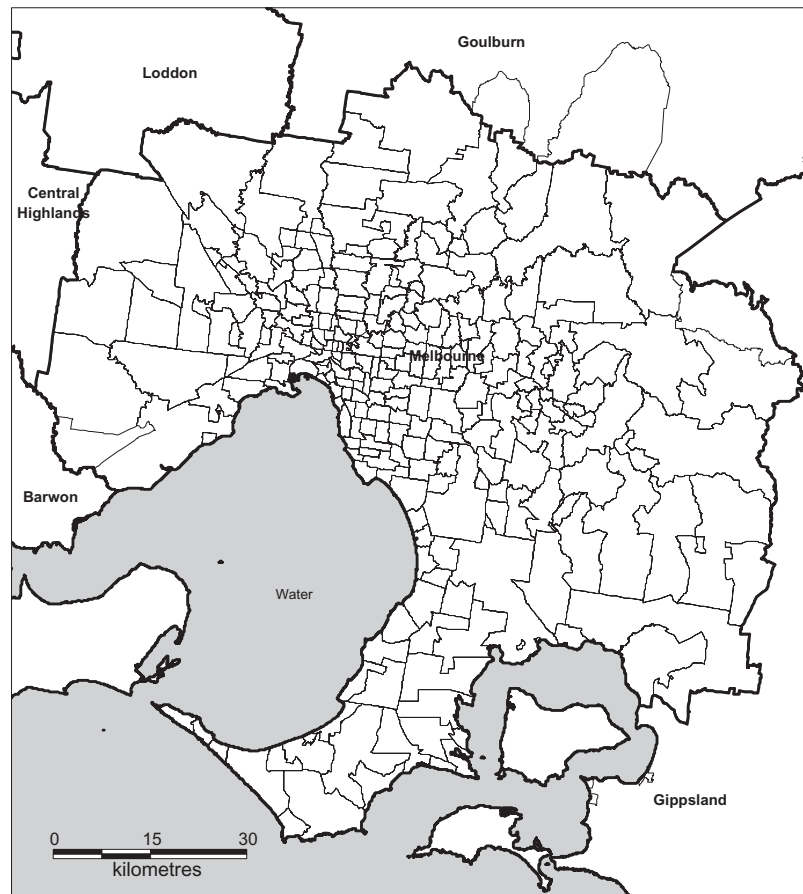 Goulburn
Loddon
Central
Highlands
Melbourne
Barwon
Water
Gippsland
0 15 30
kilometres